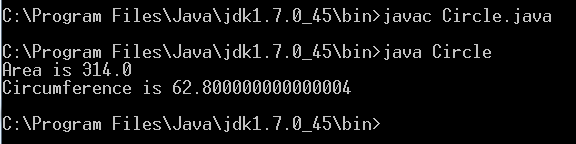 C:\Program Files\Java\jdk1.7.0_45\bin>javac Circle.java
C:\Program Files\Java\jdk1.7.0_45\bin>java Circle
Area is 314.0
Circumference is 62.800000000000004
C:\Program Files\Java\jdk1.7.0_45\bin>